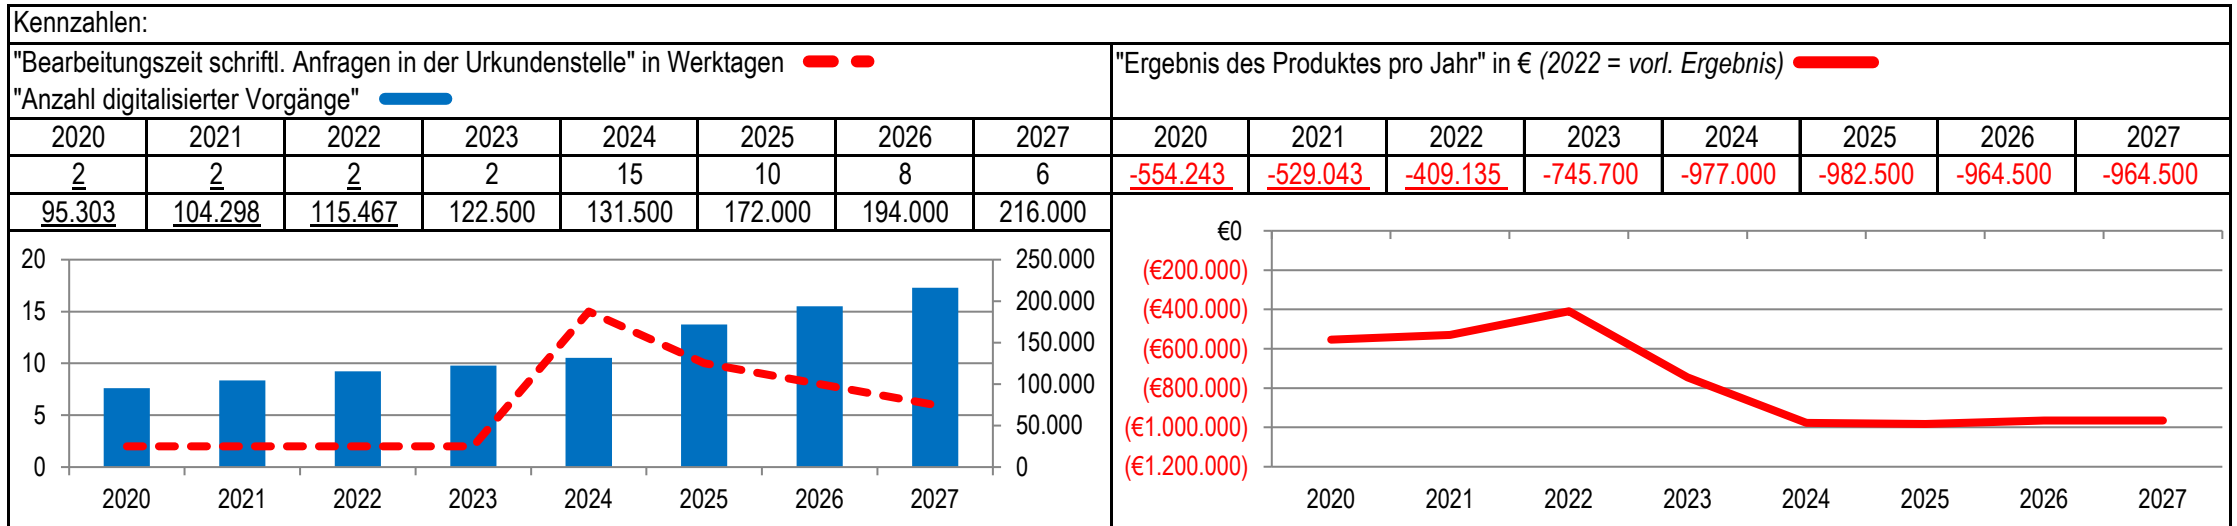 Kennzahlen:
"Bearbeitungszeit schriftl. Anfragen in der Urkundenstelle" in Werktagen
"Anzahl digitalisierter Vorgänge"
"Ergebnis des Produktes pro Jahr" in € (2022 = vorl. Ergebnis)
2020 2021 2022 2023 2024 2025 2026 2027
2 2 2 2 15 10 8 6
95.303 104.298 115.467 122.500 131.500 172.000 194.000 216.000
2020 2021 2022 2023 2024 2025 2026 2027
-554.243 -529.043 -409.135 -745.700 -977.000 -982.500 -964.500 -964.500
20
15
10
5
0
250.000
200.000
150.000
100.000
50.000
0
2020 2021 2022 2023 2024 2025 2026 2027
€0
(€200.000)
(€400.000)
(€600.000)
(€800.000)
(€1.000.000)
(€1.200.000)
2020 2021 2022 2023 2024 2025 2026 2027